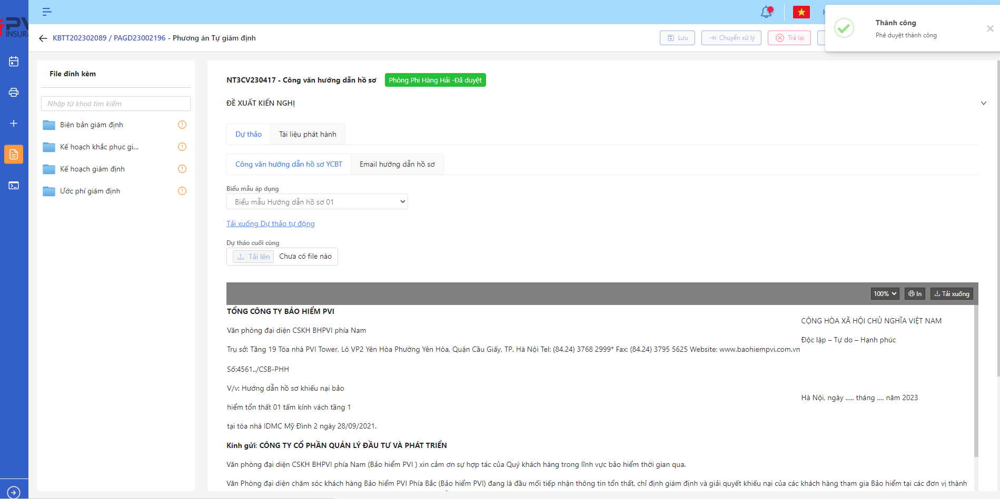 PV
INSURA
Thành công
Phê duyệt thành công
KBTT202302089 / PAGD23002196 - Phương án Tự giám định
Lưu
Chuyển xử lý
Trả lại
File đính kèm
Nhập từ khoá tìm kiếm
Biên bản giám định
Kế hoạch khắc phục gi...
Kế hoạch giám định
Ước phí giám định
NT3CV230417 - Công văn hướng dẫn hồ sơ
Phòng Phi Hàng Hải -Đã duyệt
ĐỀ XUẤT KIẾN NGHỊ
Dự thảo
Tài liệu phát hành
Công văn hướng dẫn hồ sơ YCBT
Email hướng dẫn hồ sơ
Biểu mẫu áp dụng
Biểu mẫu Hướng dẫn hồ sơ 01
Tải xuống Dự thảo tự động
Dự thảo cuối cùng
Tải lên
Chưa có file nào
100%
In
Tải xuống
TỔNG CÔNG TY BẢO HIỂM PVI
CỘNG HÒA XÃ HỘI CHỦ NGHĨA VIỆT NAM
Văn phòng đại diện CSKH BHPVI phía Nam
Độc lập – Tự do – Hạnh phúc
Trụ sở: Tầng 19 Tòa nhà PVI Tower, Lô VP2 Yên Hòa Phường Yên Hòa, Quận Cầu Giấy, TP. Hà Nội Tel: (84.24) 3768 2999* Fax: (84.24) 3795 5625 Website: www.baohiempvi.com.vn
Số:4561../CSB-PHH
V/v: Hướng dẫn hồ sơ khiếu nại bảo
Hà Nội, ngày ..... tháng .... năm 2023
hiểm tổn thất 01 tấm kính vách tầng 1
tại tòa nhà IDMC Mỹ Đình 2 ngày 28/09/2021.
Kính gửi: CÔNG TY CỔ PHẦN QUẢN LÝ ĐẦU TƯ VÀ PHÁT TRIỂN
Văn phòng đại diện CSKH BHPVI phía Nam (Bảo hiểm PVI ) xin cảm ơn sự hợp tác của Quý khách hàng trong lĩnh vực bảo hiểm thời gian qua.
Văn Phòng đại diện chăm sóc khách hàng Bảo hiểm PVI Phía Bắc (Bảo hiểm PVI) đang là đầu mối tiếp nhận thông tin tổn thất, chỉ định giám định và giải quyết khiếu nại của các khách hàng tham gia Bảo hiểm tại các đơn vị thành